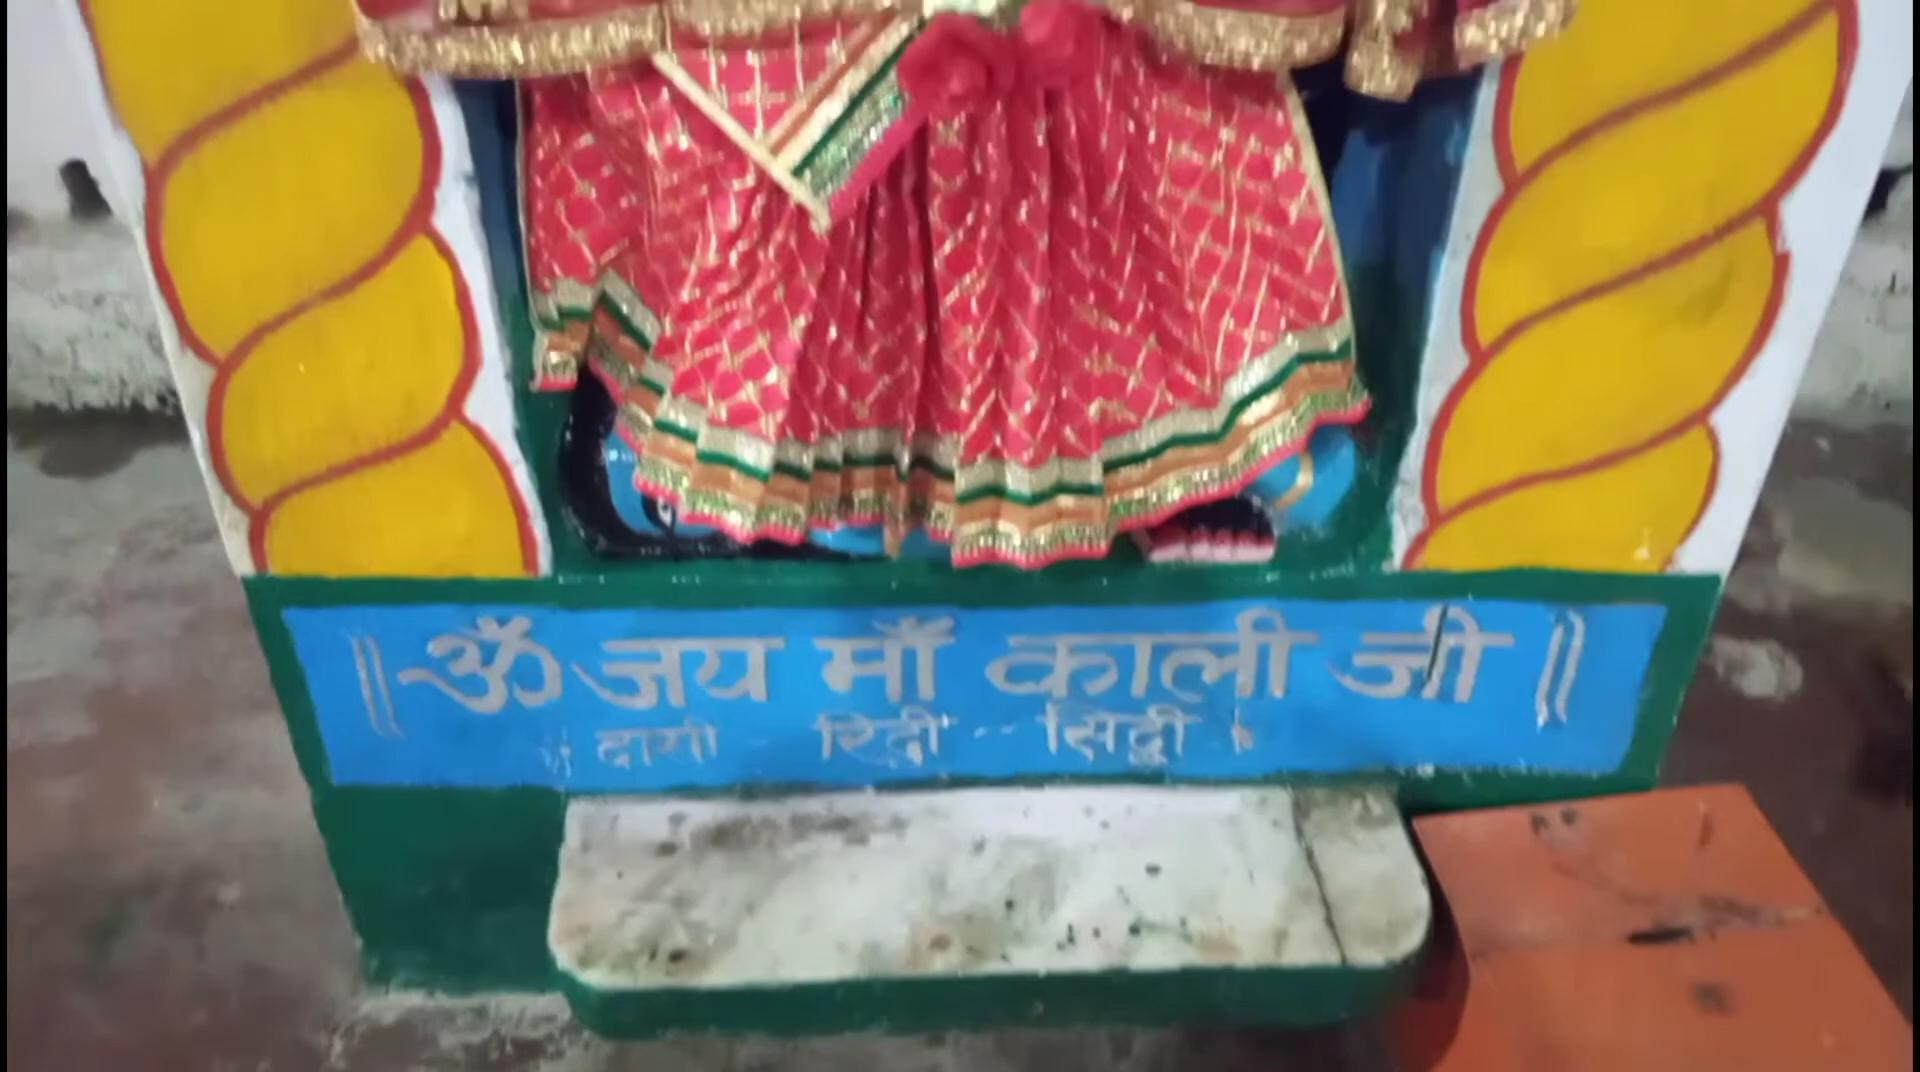 ॥ ॐ जय माँ काली जी ॥
दागी रिद्री -- सिद्री